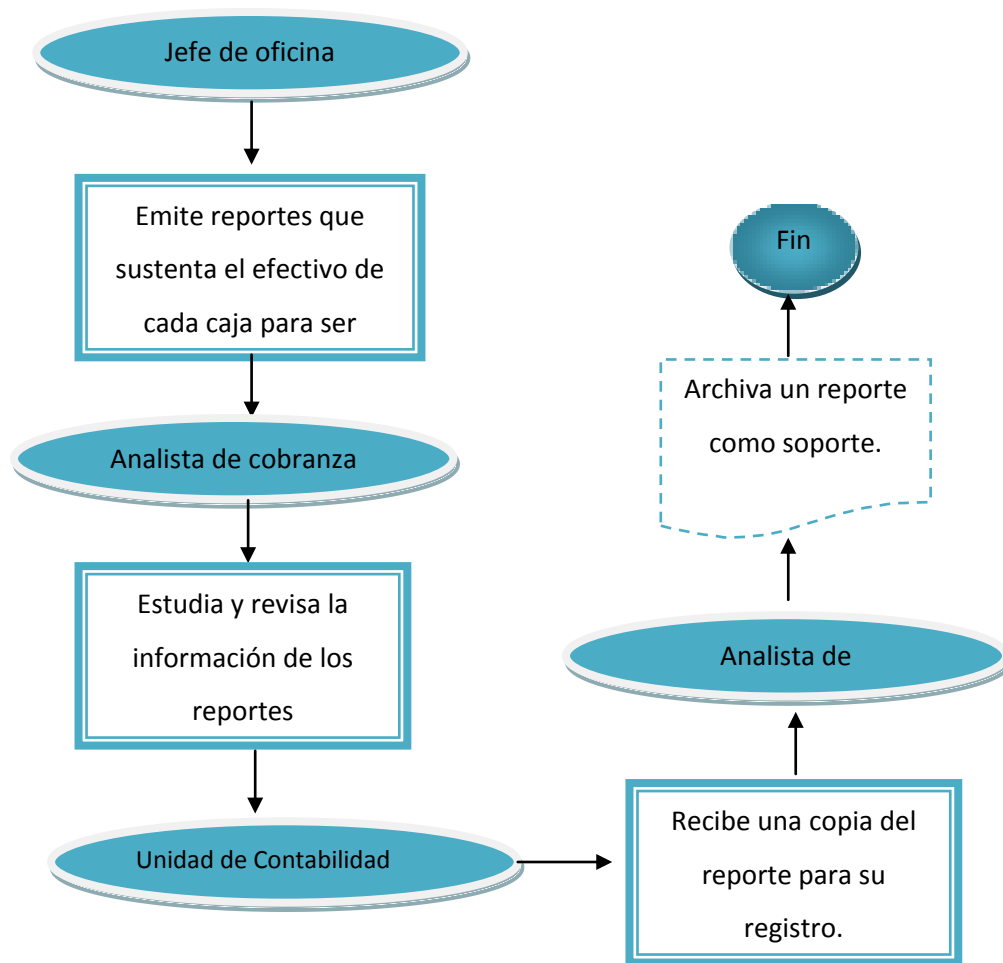 Jefe de oficina
Emite reportes que
sustenta el efectivo de
cada caja para ser
Analista de cobranza
Estudia y revisa la
información de los
reportes
Unidad de Contabilidad
Recibe una copia del
reporte para su
registro.
Analista de
Archiva un reporte
como soporte.
Fin